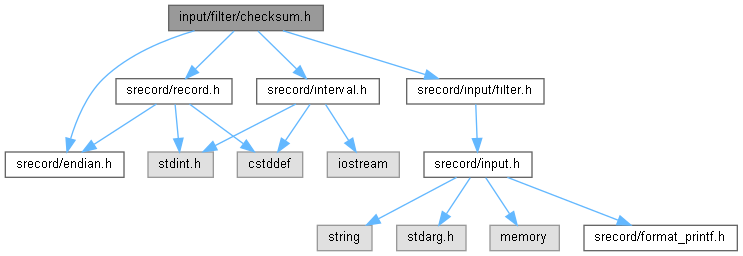 input/filter/checksum.h
srecord/record.h
srecord/interval.h
srecord/input/filter.h
srecord/endian.h
stdint.h
cstddef
iostream
srecord/input.h
string
stdarg.h
memory
srecord/format_printf.h